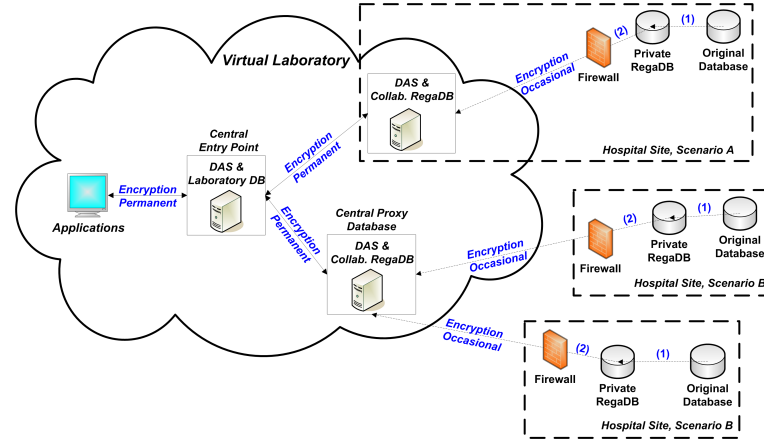 Virtual Laboratory
DAS &
Collab. RegaDB
Encryption
Occasional
Firewall
(2)
Private
RegaDB
(1)
Original
Database
Hospital Site, Scenario A
Central
Entry Point
DAS &
Laboratory DB
Encryption
Permanent
Applications
Encryption
Permanent
Encryption
Permanent
Central Proxy
Database
DAS &
Collab. RegaDB
Encryption
Occasional
Firewall
(2)
Private
RegaDB
(1)
Original
Database
Hospital Site, Scenario B
Encryption
Occasional
Firewall
(2)
Private
RegaDB
(1)
Original
Database
Hospital Site, Scenario B